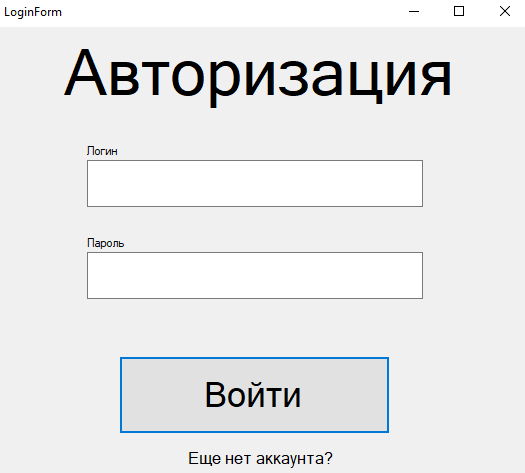 LoginForm
Авторизация
Логин
Пароль
Войти
Еще нет аккаунта?